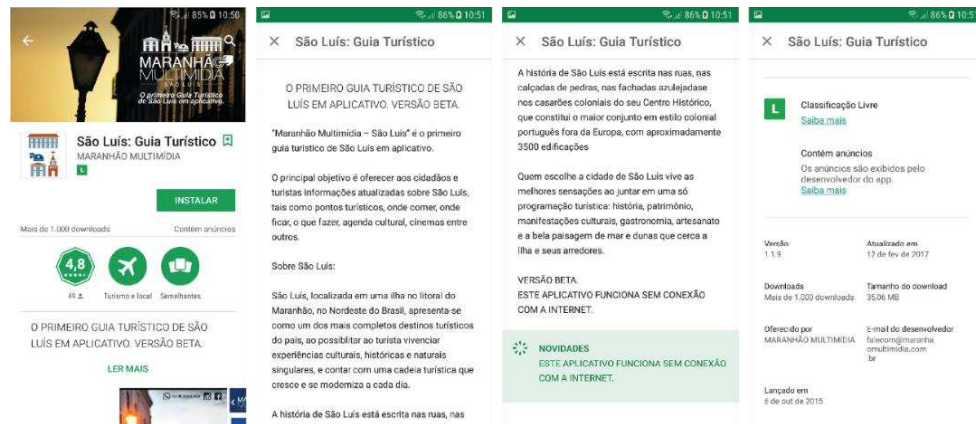 85% 10:50
MARANHÃO
MULTIMÍDIA
SÃO LUÍS
O primeiro Guia Turístico
de São Luís em aplicativo.
São Luís: Guia Turístico
MARANHÃO MULTIMÍDIA
L
INSTALAR
Mais de 1.000 downloads
Contém anúncios
4,8
49
Turismo e local
Semelhantes
O PRIMEIRO GUIA TURÍSTICO DE SÃO
LUÍS EM APLICATIVO. VERSÃO BETA.
LER MAIS
86% 10:51
São Luís: Guia Turístico
O PRIMEIRO GUIA TURÍSTICO DE SÃO
LUÍS EM APLICATIVO. VERSÃO BETA.
"Maranhão Multimídia – São Luís" é o primeiro
guia turístico de São Luís em aplicativo.
O principal objetivo é oferecer aos cidadãos e
turistas informações atualizadas sobre São Luís,
tais como pontos turísticos, onde comer, onde
ficar, o que fazer, agenda cultural, cinemas entre
outros.
Sobre São Luís:
São Luís, localizada em uma ilha no litoral do
Maranhão, no Nordeste do Brasil, apresenta-se
como um dos mais completos destinos turísticos
do país, ao possiblitar ao turista vivenciar
experiências culturais, históricas e naturais
singulares, e contar com uma cadeia turística que
cresce e se moderniza a cada dia.
A história de São Luís está escrita nas ruas, nas
86% 10:51
São Luís: Guia Turístico
A história de São Luís está escrita nas ruas, nas
calçadas de pedras, nas fachadas azulejadase
nos casarões coloniais do seu Centro Histórico,
que constitui o maior conjunto em estilo colonial
português fora da Europa, com aproximadamente
3500 edificações
Quem escolhe a cidade de São Luís vive as
melhores sensações ao juntar em uma só
programação turística: história, patrimônio,
manifestações culturais, gastronomia, artesanato
e a bela paisagem de mar e dunas que cerca a
ilha e seus arredores.
VERSÃO BETA.
ESTE APLICATIVO FUNCIONA SEM CONEXÃO
COM A INTERNET.
NOVIDADES
ESTE APLICATIVO FUNCIONA SEM CONEXÃO
COM A INTERNET.
86% 10:51
São Luís: Guia Turístico
L
Classificação Livre
Saiba mais
Contém anúncios
Os anúncios são exibidos pelo
desenvolvedor do app.
Saiba mais
Versão
1.1.9
Atualizado em
12 de fev de 2017
Downloads
Mais de 1.000 downloads
Tamanho do download
35.06 MB
Oferecido por
MARANHÃO MULTIMÍDIA
E-mail do desenvolvedor
falecom@maranha
omultimidia.com
.br
Lançado em
6 de out de 2015